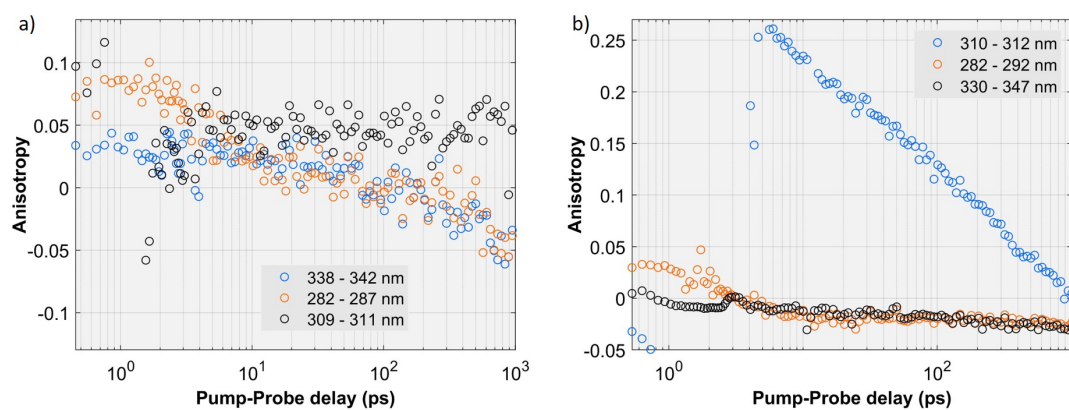 a)
0.1
0.05
0
-0.05
-0.1
Anisotropy
338 - 342 nm
282 - 287 nm
309 - 311 nm
10^0
10^1
10^2
10^3
Pump-Probe delay (ps)
b)
0.25
0.2
0.15
0.1
0.05
0
-0.05
Anisotropy
310 - 312 nm
282 - 292 nm
330 - 347 nm
10^0
10^2
Pump-Probe delay (ps)